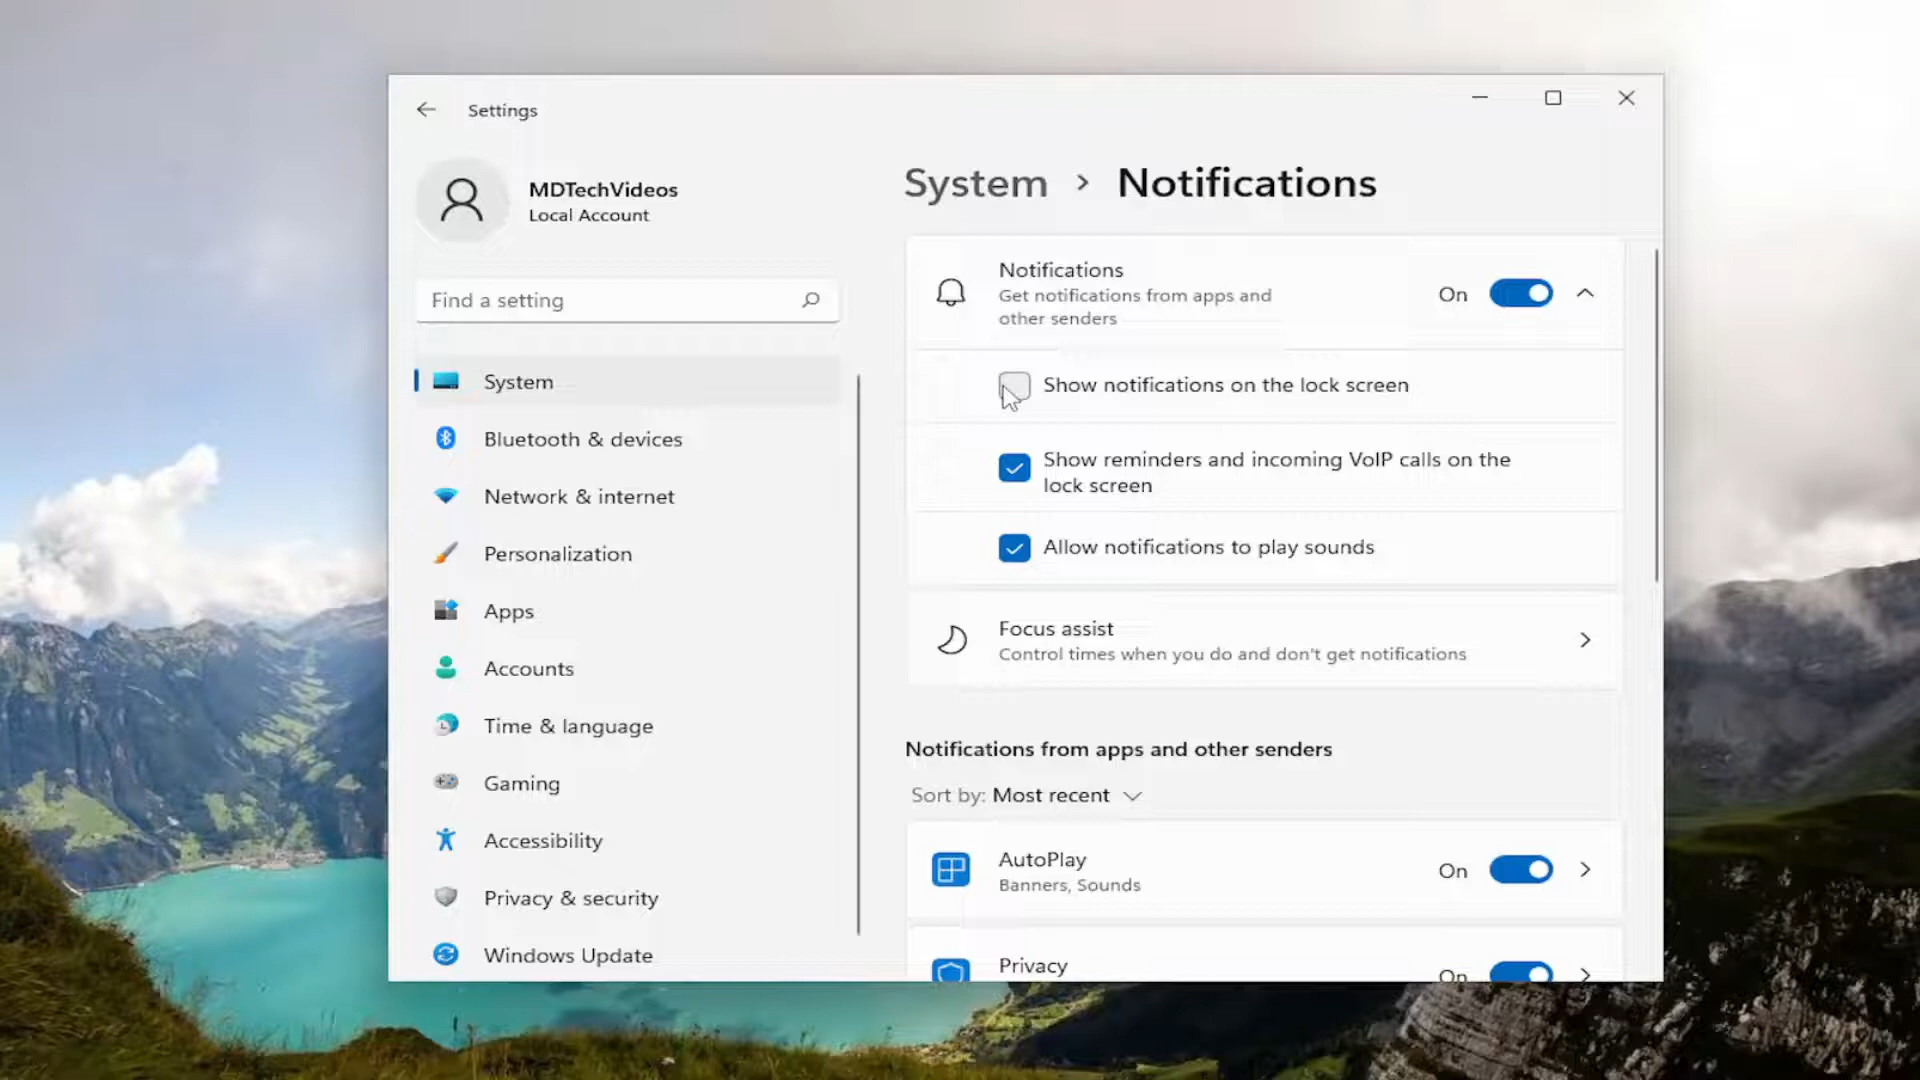 Settings
MDTechVideos
Local Account
Find a setting
System
Bluetooth & devices
Network & internet
Personalization
Apps
Accounts
Time & language
Gaming
Accessibility
Privacy & security
Windows Update
System > Notifications
Notifications
Get notifications from apps and
other senders
On
Show notifications on the lock screen
Show reminders and incoming VoIP calls on the
lock screen
Allow notifications to play sounds
Focus assist
Control times when you do and don't get notifications
Notifications from apps and other senders
Sort by: Most recent
AutoPlay
Banners, Sounds
On
Privacy
On